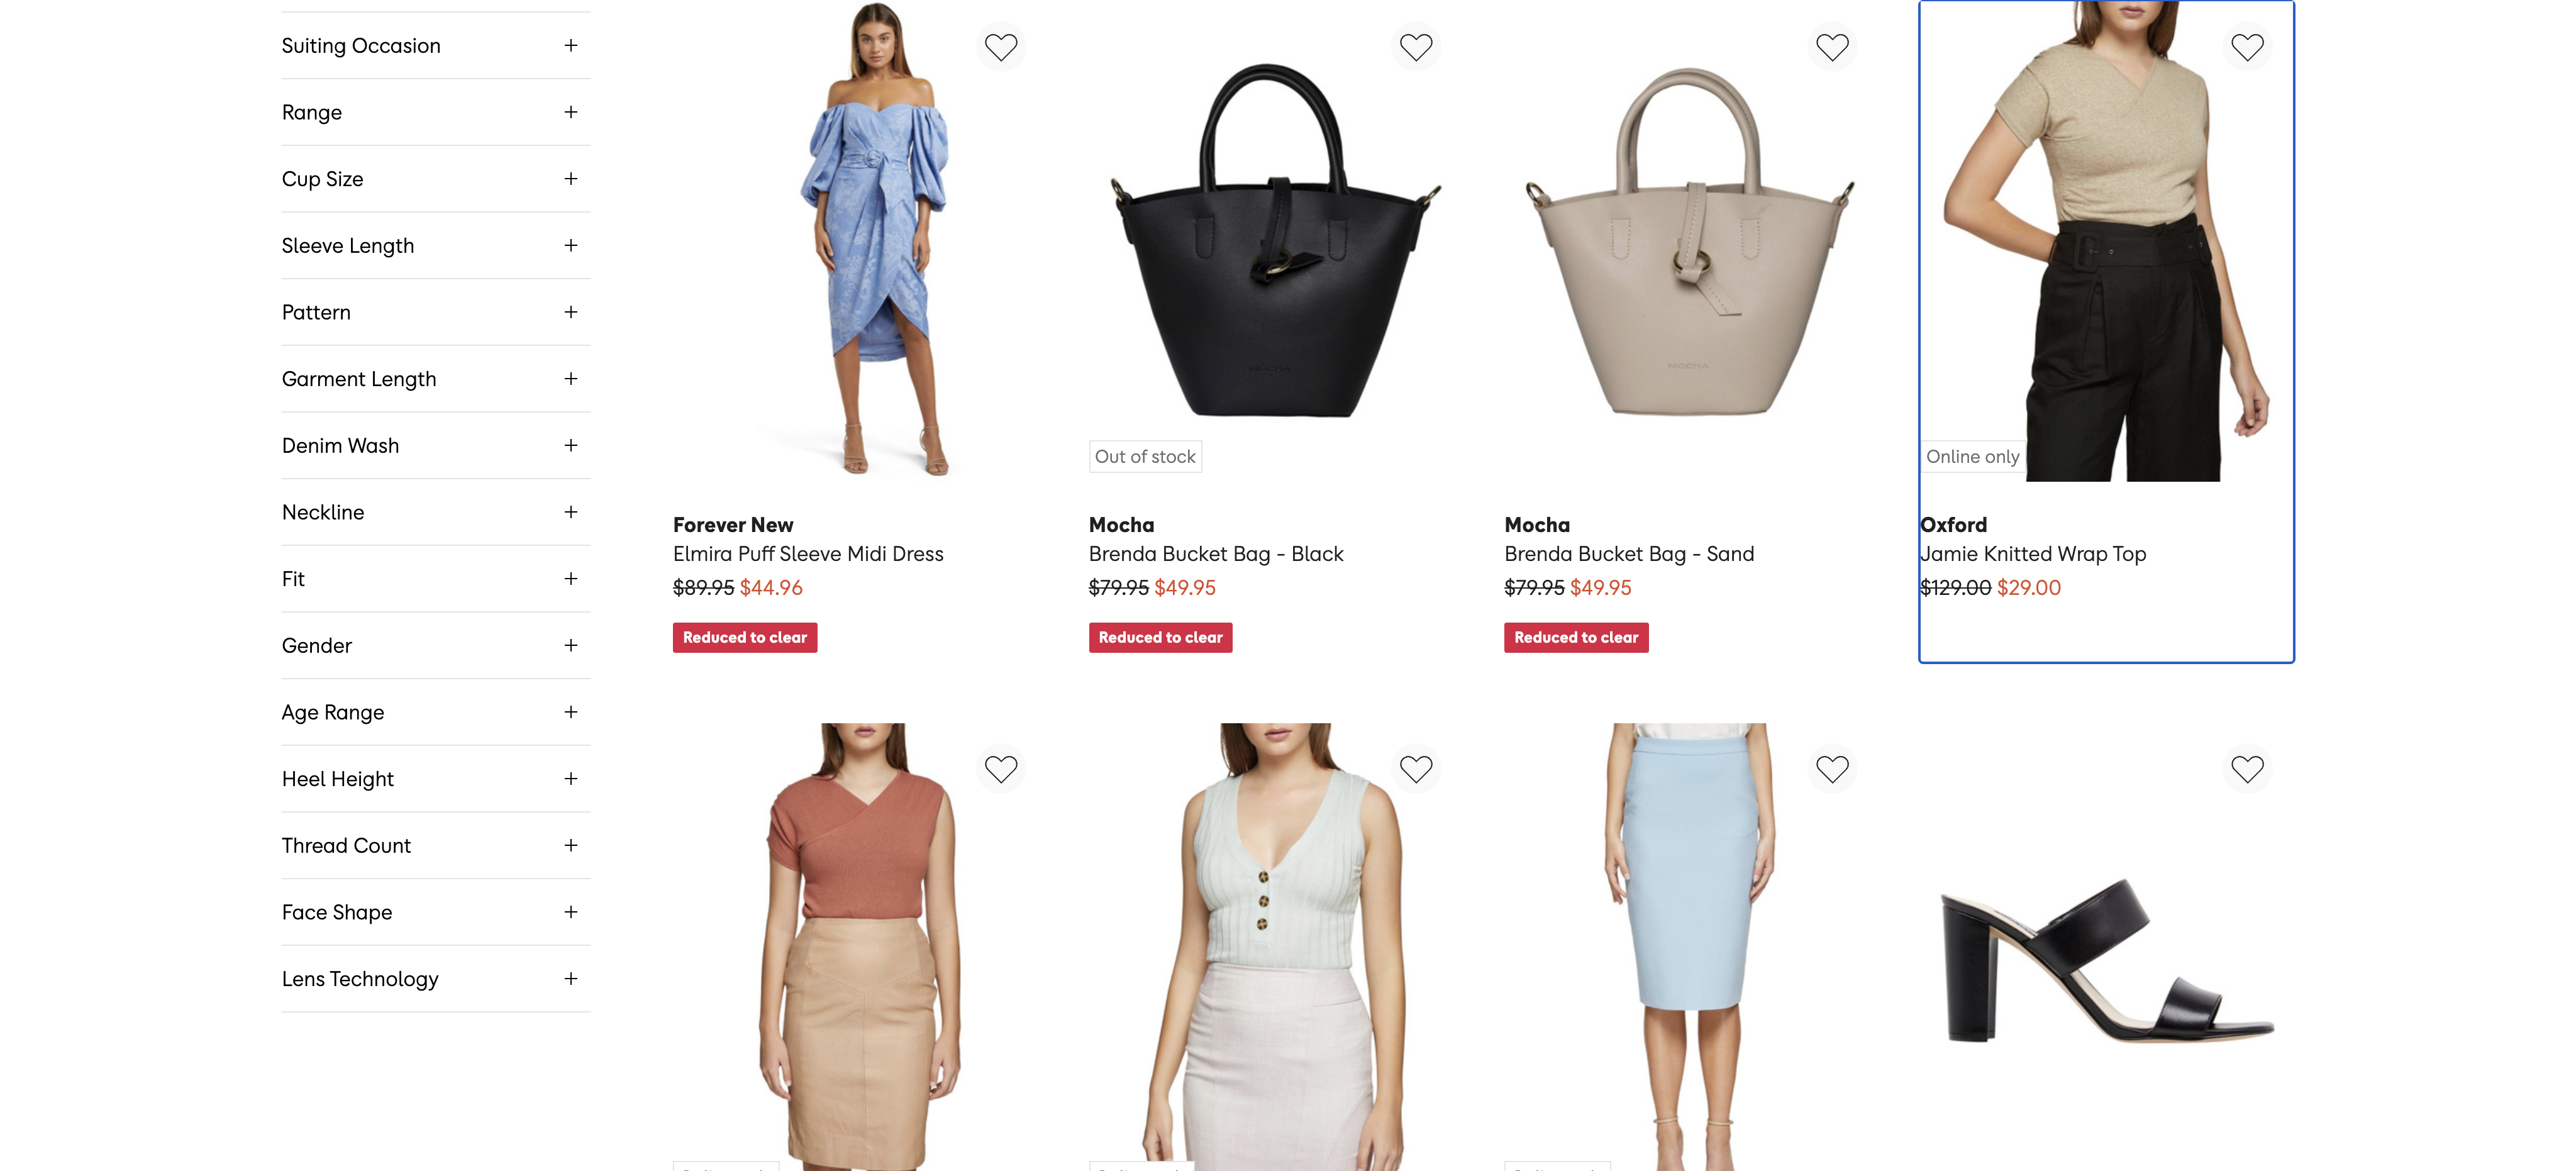 Suiting Occasion
Range
Cup Size
Sleeve Length
Pattern
Garment Length
Denim Wash
Neckline
Fit
Gender
Age Range
Heel Height
Thread Count
Face Shape
Lens Technology
MOCHA
MOCHA
Out of stock
Online only
Forever New
Elmira Puff Sleeve Midi Dress
$89.95 $44.96
Reduced to clear
Mocha
Brenda Bucket Bag - Black
$79.95 $49.95
Reduced to clear
Mocha
Brenda Bucket Bag - Sand
$79.95 $49.95
Reduced to clear
Oxford
Jamie Knitted Wrap Top
$129.00 $29.00